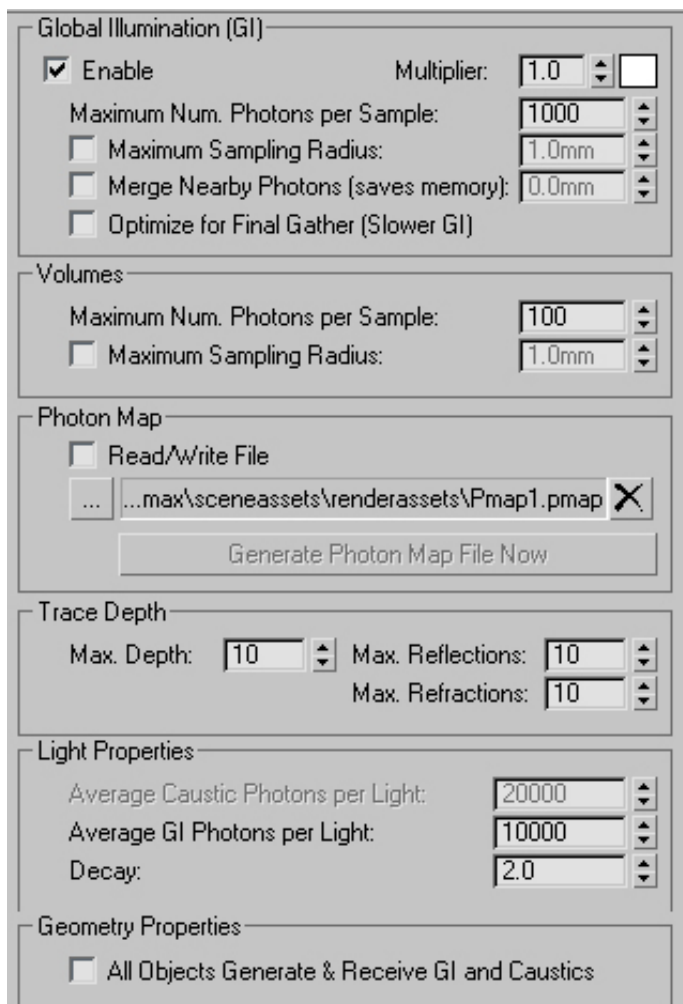 Global Illumination (GI)
Enable Multiplier: 1.0
Maximum Num. Photons per Sample: 1000
Maximum Sampling Radius: 1.0mm
Merge Nearby Photons (saves memory): 0.0mm
Optimize for Final Gather (Slower GI)
Volumes
Maximum Num. Photons per Sample: 100
Maximum Sampling Radius: 1.0mm
Photon Map
Read/Write File
... ...max\sceneassets\renderassets\Pmap1.pmap
Generate Photon Map File Now
Trace Depth
Max. Depth: 10 Max. Reflections: 10
Max. Refractions: 10
Light Properties
Average Caustic Photons per Light: 20000
Average GI Photons per Light: 10000
Decay: 2.0
Geometry Properties
All Objects Generate & Receive GI and Caustics